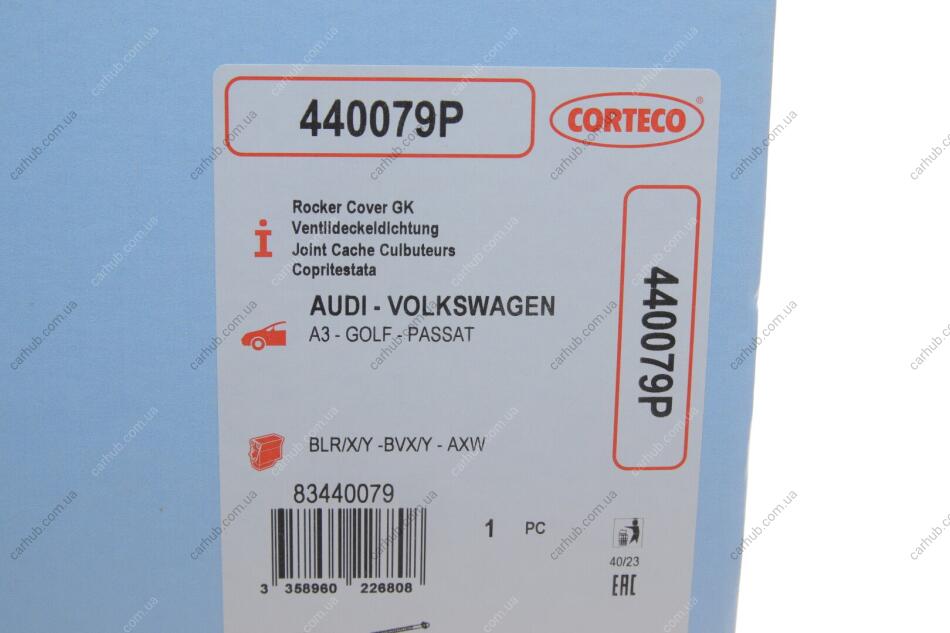 440079P
CORTECO®
Rocker Cover GK
Ventildeckeldichtung
Joint Cache Culbuteurs
Copritestata
AUDI - VOLKSWAGEN
A3 - GOLF - PASSAT
440079P
BLR/X/Y -BVX/Y - AXW
83440079
1 PC
3 358960 226808
40/23
EAC
carhub.com.ua